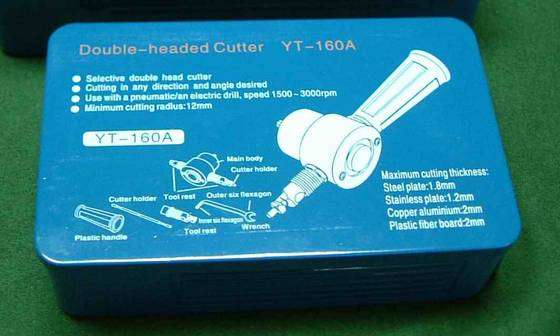 Double-headed Cutter YT-160A
Selective double head cutter
Cutting in any direction and angle desired
Use with a pneumatic/an electric drill, speed 1500~3000rpm
Minimum cutting radius:12mm
YT-160A
Main body
Cutter holder
Tool rest Outer six flexagon
Cutter holder
Inner six flexagon
Wrench
Tool rest
Plastic handle
Maximum cutting thickness:
Steel plate:1.8mm
Stainless plate:1.2mm
Copper aluminium:2mm
Plastic fiber board:2mm